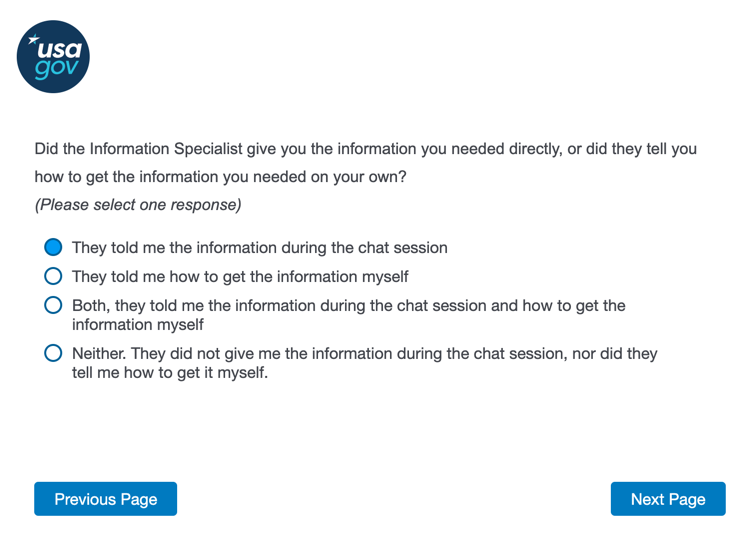 usa
gov
Did the Information Specialist give you the information you needed directly, or did they tell you
how to get the information you needed on your own?
(Please select one response)
They told me the information during the chat session
They told me how to get the information myself
Both, they told me the information during the chat session and how to get the
information myself
Neither. They did not give me the information during the chat session, nor did they
tell me how to get it myself.
Previous Page
Next Page